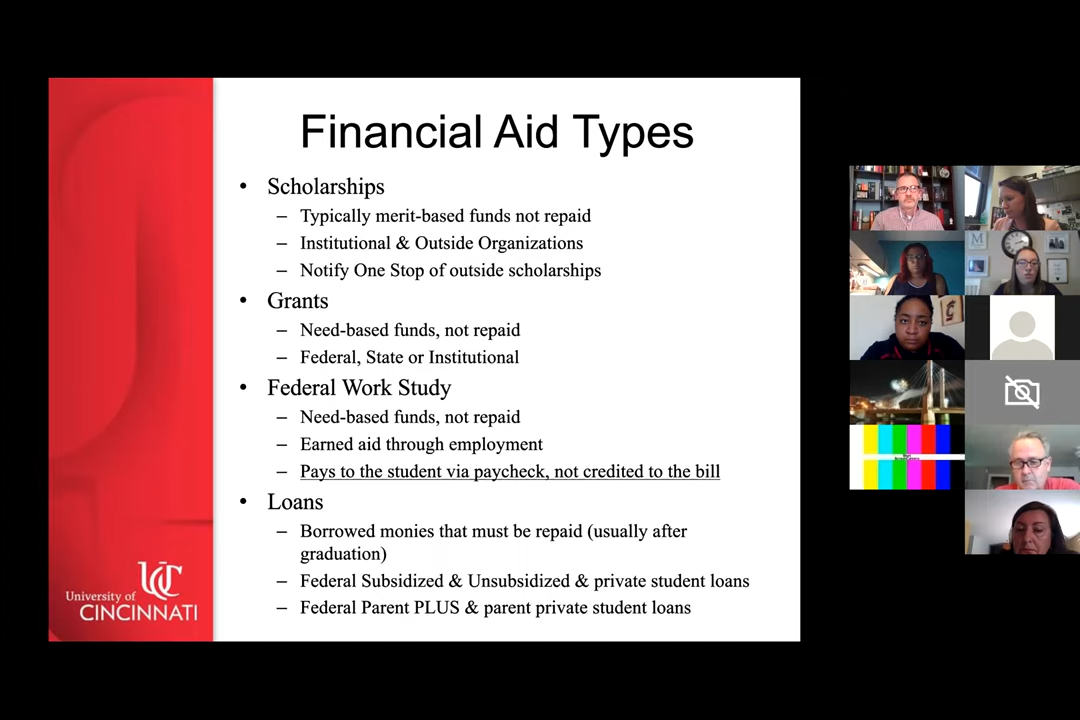 Financial Aid Types
• Scholarships
– Typically merit-based funds not repaid
– Institutional & Outside Organizations
– Notify One Stop of outside scholarships
• Grants
– Need-based funds, not repaid
– Federal, State or Institutional
• Federal Work Study
– Need-based funds, not repaid
– Earned aid through employment
– Pays to the student via paycheck, not credited to the bill
• Loans
– Borrowed monies that must be repaid (usually after
graduation)
– Federal Subsidized & Unsubsidized & private student loans
– Federal Parent PLUS & parent private student loans
UC
University of
CINCINNATI
M